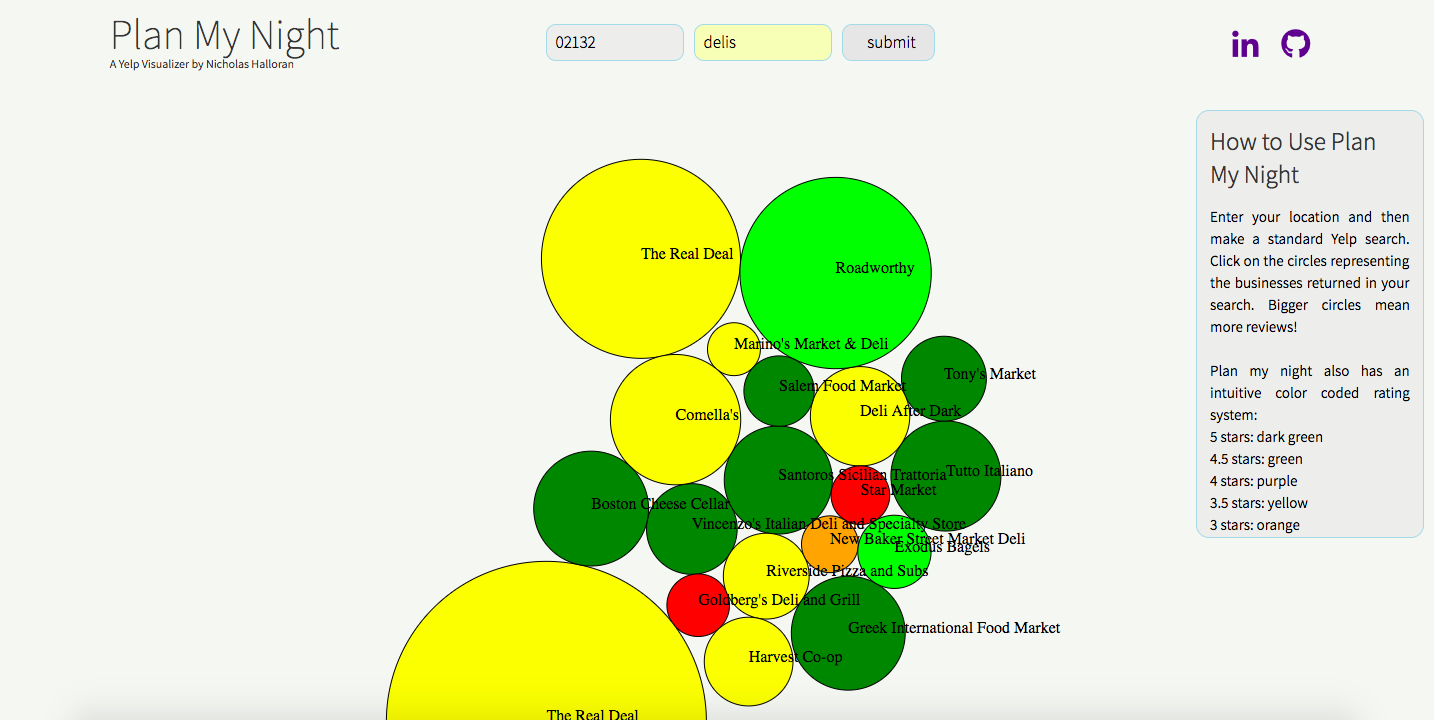 Plan My Night
A Yelp Visualizer by Nicholas Halloran
02132
delis
submit
in
How to Use Plan
My Night
Enter your location and then
make a standard Yelp search.
Click on the circles representing
the businesses returned in your
search. Bigger circles mean
more reviews!
Plan my night also has an
intuitive color coded rating
system:
5 stars: dark green
4.5 stars: green
4 stars: purple
3.5 stars: yellow
3 stars: orange
The Real Deal
Roadworthy
Marino's Market & Deli
Tony's Market
Salem Food Market
Deli After Dark
Comella's
Tutto Italiano
Santoros Sicilian Trattoria
Star Market
Boston Cheese Cellar
Vincenzo's Italian Deli and Specialty Store
New Baker Street Market Deli
Exodus Bagels
Riverside Pizza and Subs
Goldberg's Deli and Grill
Greek International Food Market
Harvest Co-op
The Real Deal